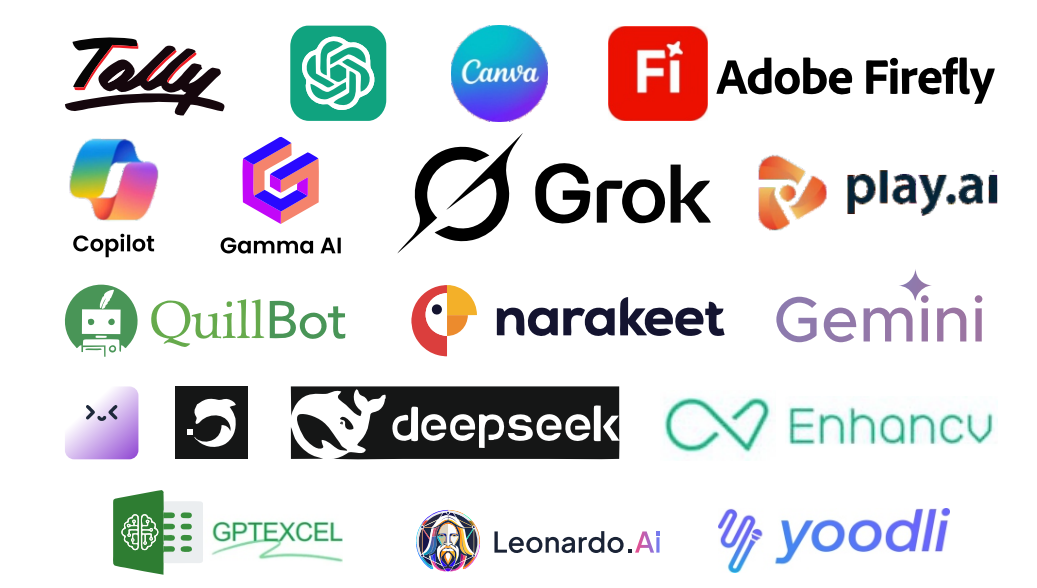 Tally
Canva
Fi Adobe Firefly
Copilot
Gamma AI
Grok
play.ai
QuillBot
narakeet
Gemini
deepseek
Enhancv
GPTEXCEL
Leonardo.Ai
yoodli